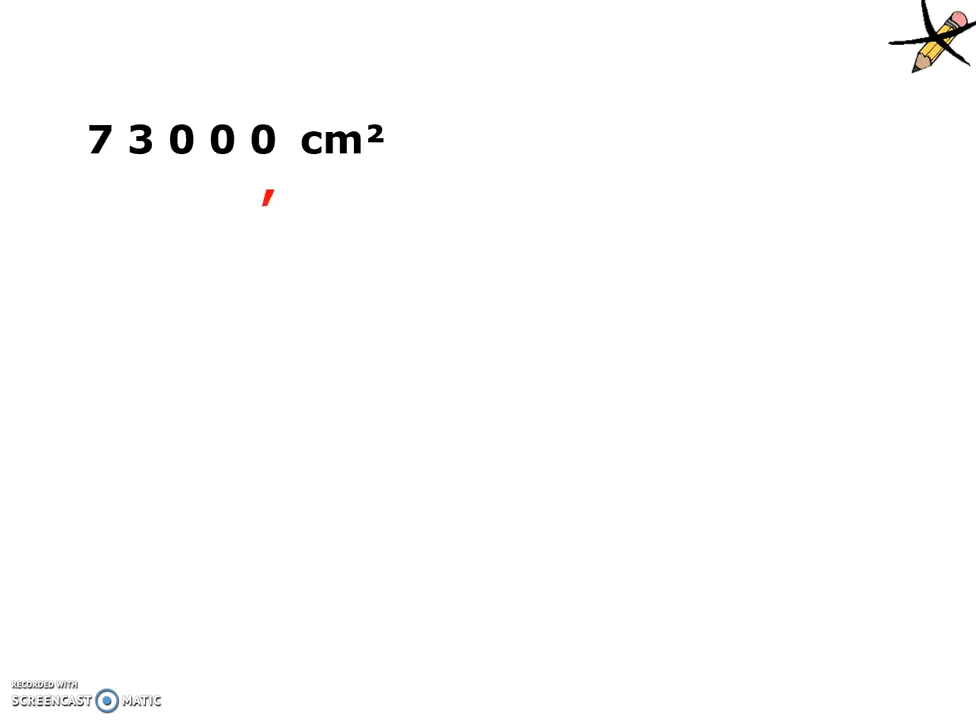 7 3 0 0 0 cm²
,
RECORDED WITH
SCREENCAST MATIC